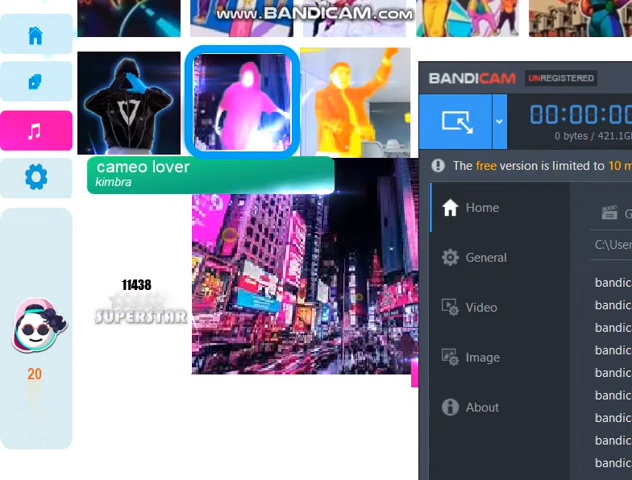 www.BANDICAM.com
BANDICAM UNREGISTERED
00:00:00
0 bytes / 421.1
The free version is limited to 10
cameo lover
kimbra
Home
General
C:\User
Video
Image
About
11438
SUPERSTAR
20
bandic
bandic
bandic
bandic
bandic
bandic
bandic
bandic
bandic